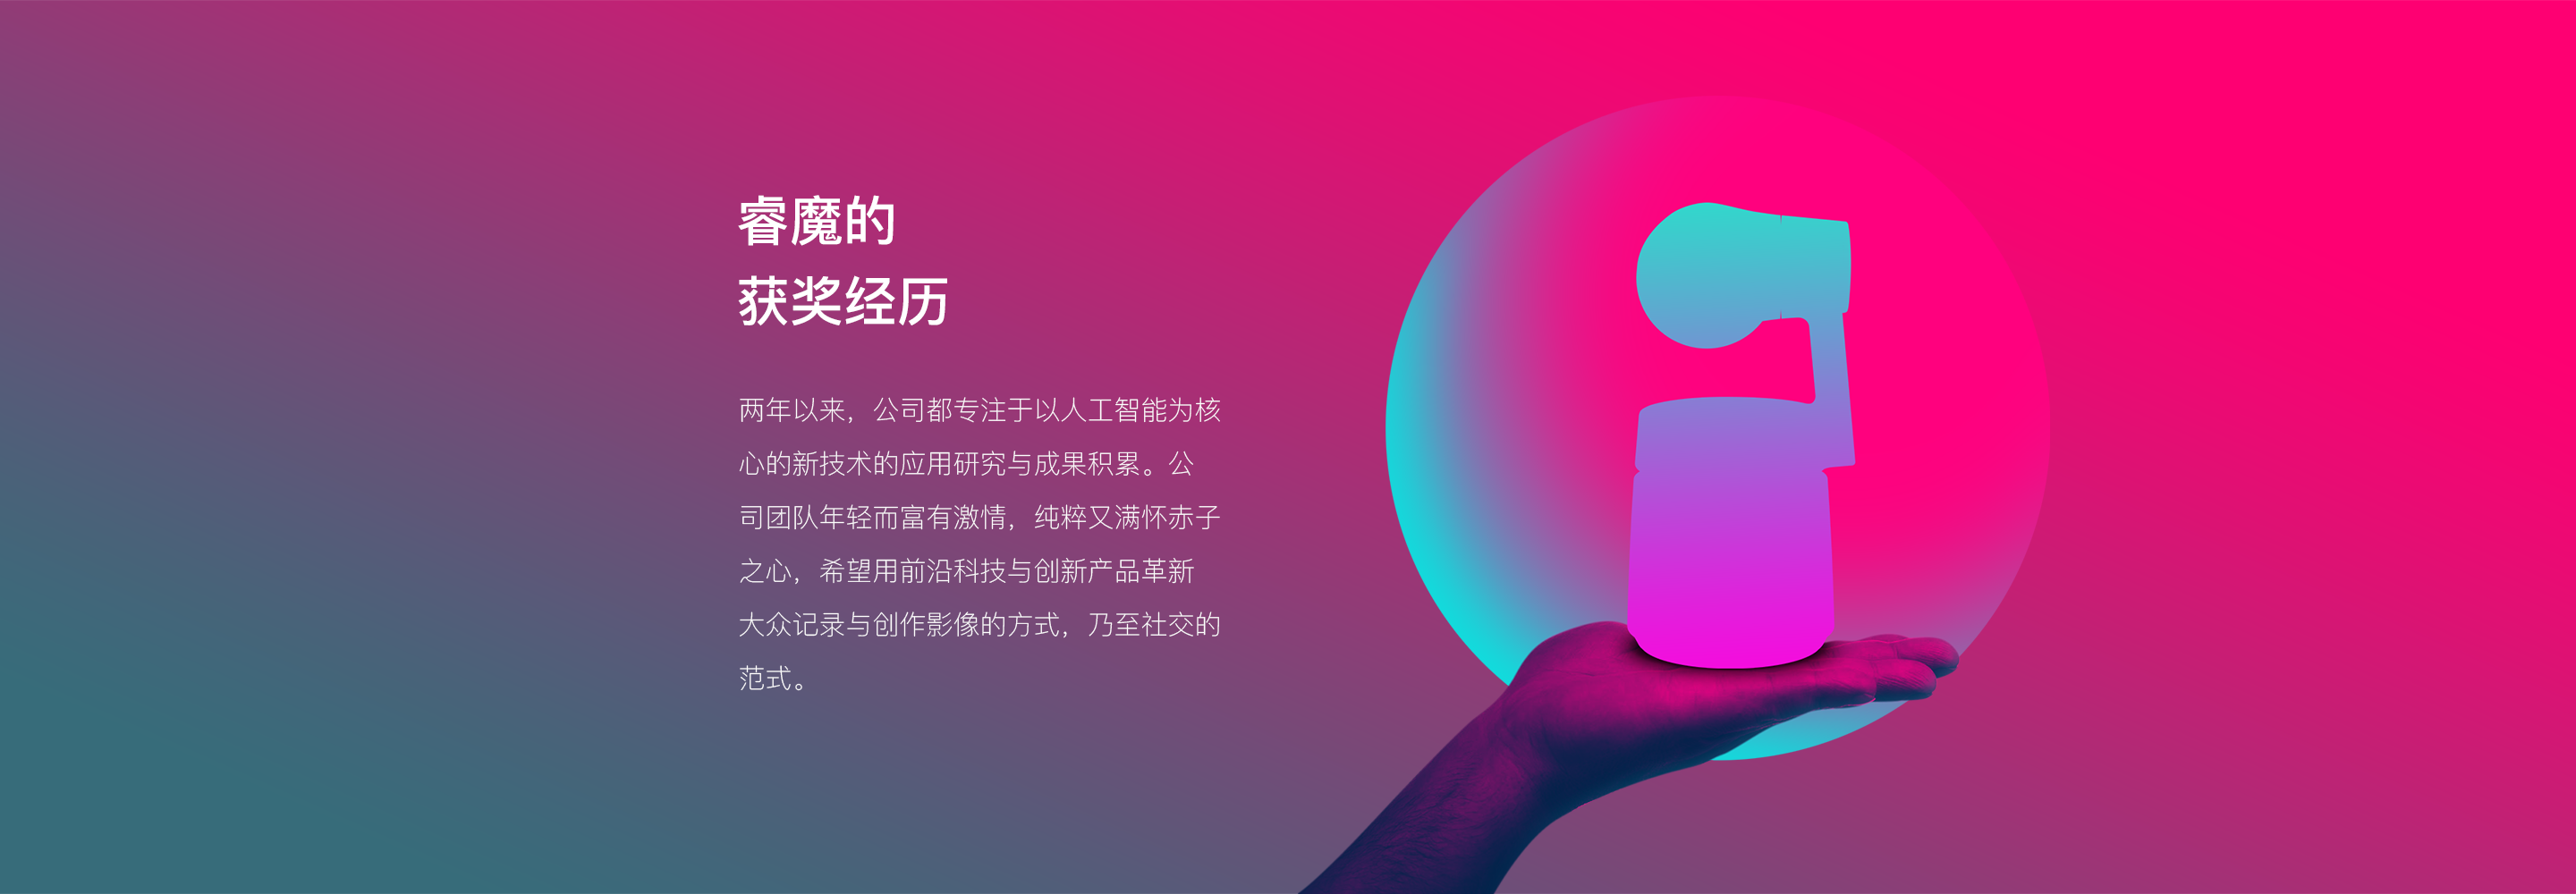 睿魔的
获奖经历
两年以来，公司都专注于以人工智能为核
心的新技术的应用研究与成果积累。公
司团队年轻而富有激情，纯粹又满怀赤子
之心，希望用前沿科技与创新产品革新
大众记录与创作影像的方式，乃至社交的
范式。